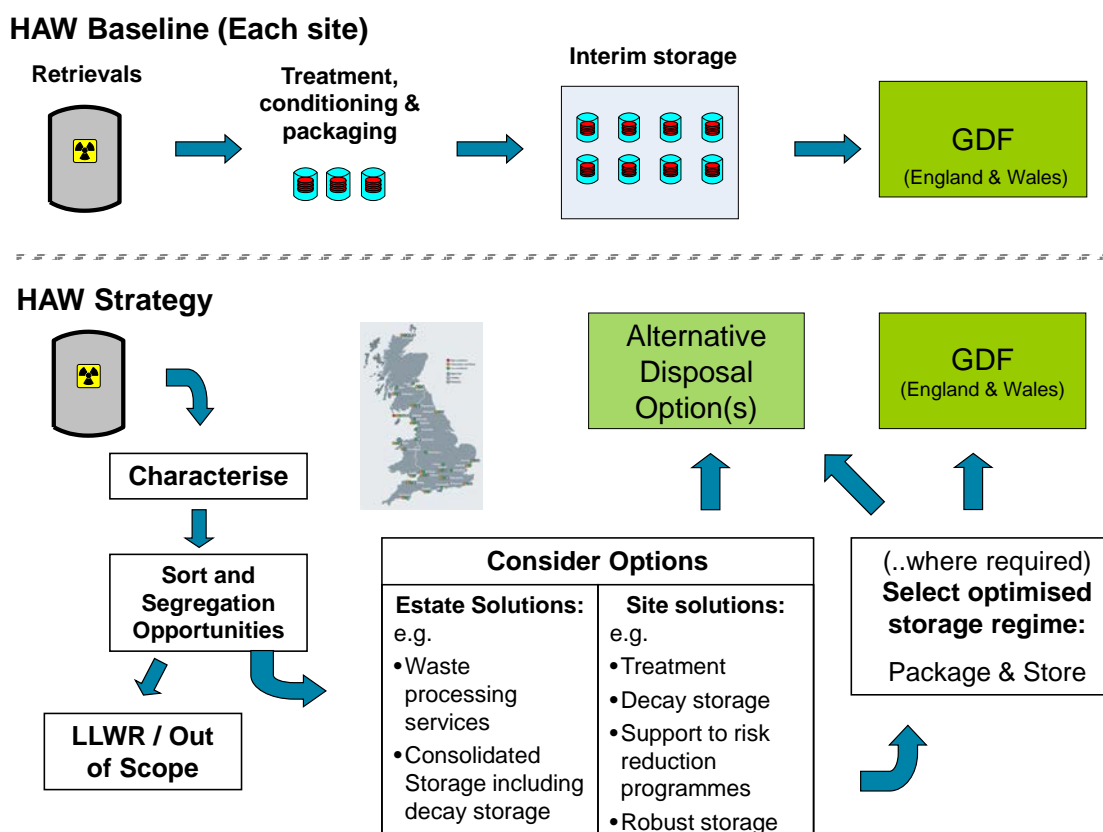 HAW Baseline (Each site)
Retrievals
Treatment,
conditioning &
packaging
Interim storage
GDF
(England & Wales)
HAW Strategy
Characterise
Sort and
Segregation
Opportunities
LLWR / Out
of Scope
Alternative
Disposal
Option(s)
GDF
(England & Wales)
Consider Options
Estate Solutions:
e.g.
•Waste
processing
services
•Consolidated
Storage including
decay storage
Site solutions:
e.g.
•Treatment
•Decay storage
•Support to risk
reduction
programmes
•Robust storage
(..where required)
Select optimised
storage regime:
Package & Store